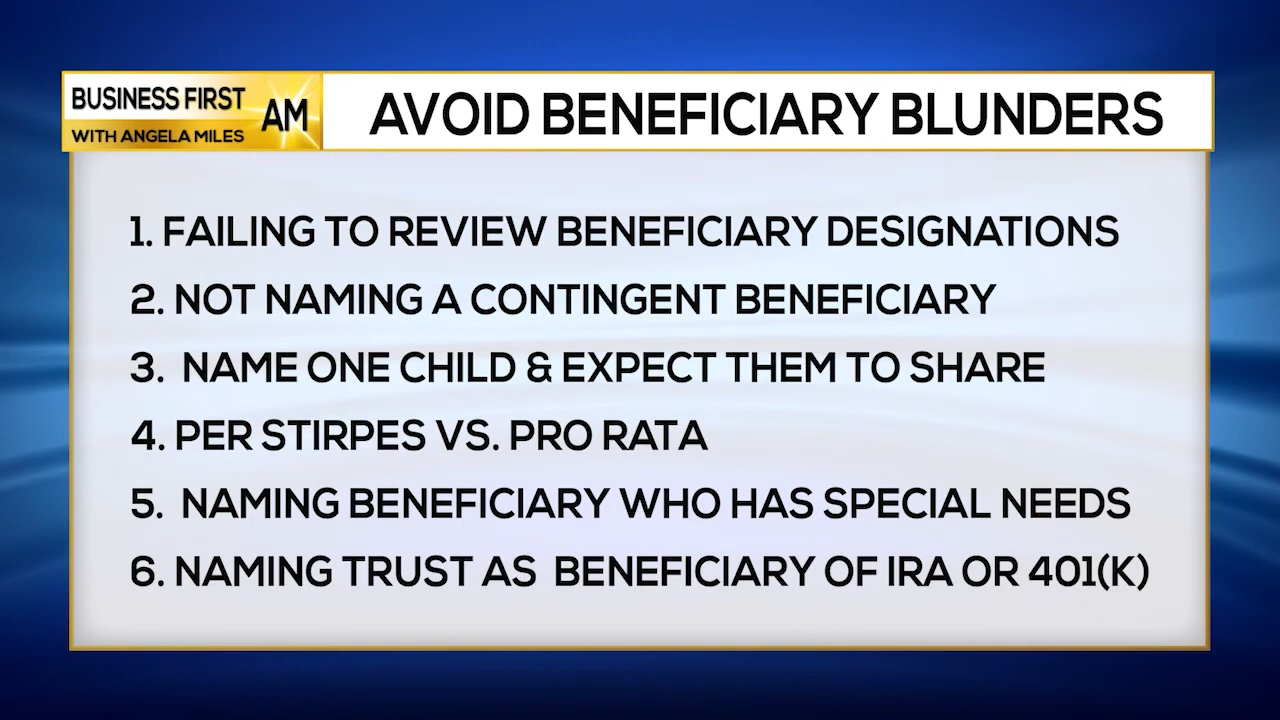 BUSINESS FIRST AM
WITH ANGELA MILES
AVOID BENEFICIARY BLUNDERS
1. FAILING TO REVIEW BENEFICIARY DESIGNATIONS
2. NOT NAMING A CONTINGENT BENEFICIARY
3. NAME ONE CHILD & EXPECT THEM TO SHARE
4. PER STIRPES VS. PRO RATA
5. NAMING BENEFICIARY WHO HAS SPECIAL NEEDS
6. NAMING TRUST AS BENEFICIARY OF IRA OR 401(K)